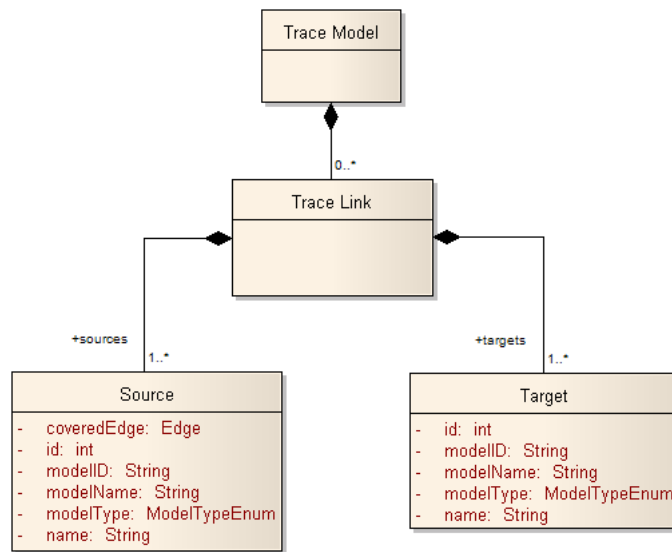 Trace Model
0..*
Trace Link
+sources
1..*
+targets
1..*
Source
- coveredEdge: Edge
- id: int
- modelID: String
- modelName: String
- modelType: ModelTypeEnum
- name: String
Target
- id: int
- modelID: String
- modelName: String
- modelType: ModelTypeEnum
- name: String